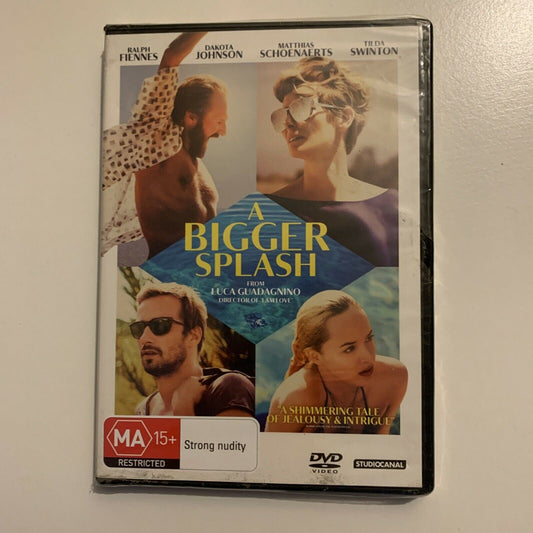 RALPH FIENNES
DAKOTA JOHNSON
MATTHIAS SCHOENAERTS
TILDA SWINTON
A
BIGGER
SPLASH
FROM
LUCA GUADAGNINO
DIRECTOR OF 'I AM LOVE'
"A SHIMMERING TALE
OF JEALOUSY & INTRIGUE"
MA 15+
RESTRICTED
Strong nudity
DVD
VIDEO
STUDIOCANAL